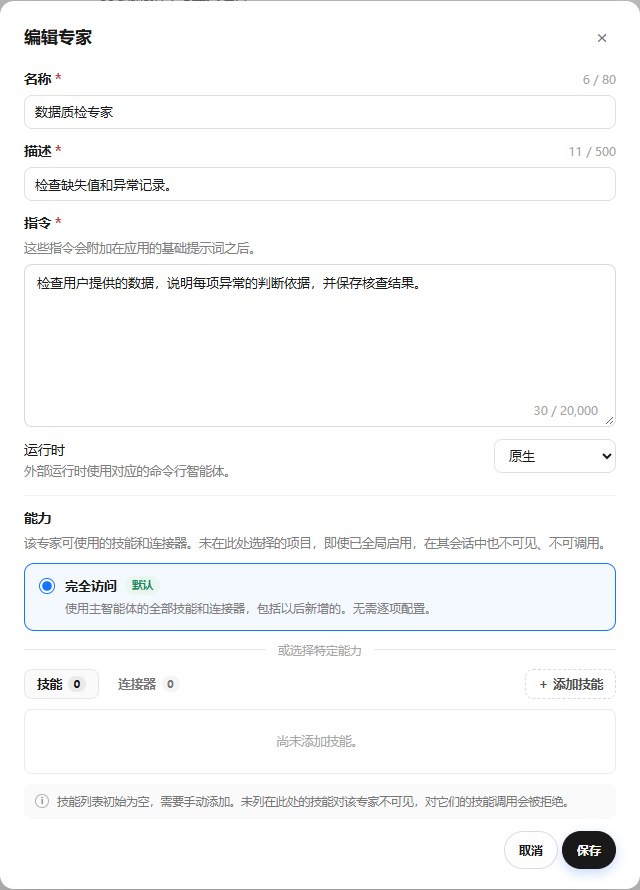 编辑专家
×
名称 *
6 / 80
数据质检专家
描述 *
11 / 500
检查缺失值和异常记录。
指令 *
这些指令会附加在应用的基础提示词之后。
检查用户提供的数据，说明每项异常的判断依据，并保存核查结果。
30 / 20,000
运行时
外部运行时使用对应的命令行智能体。
原生
能力
该专家可使用的技能和连接器。未在此处选择的项目，即使已全局启用，在其会话中也不可见、不可调用。
完全访问 默认
使用主智能体的全部技能和连接器，包括以后新增的。无需逐项配置。
或选择特定能力
技能 0
连接器 0
+ 添加技能
尚未添加技能。
技能列表初始为空，需要手动添加。未列在此处的技能对该专家不可见，对它们的技能调用会被拒绝。
取消
保存